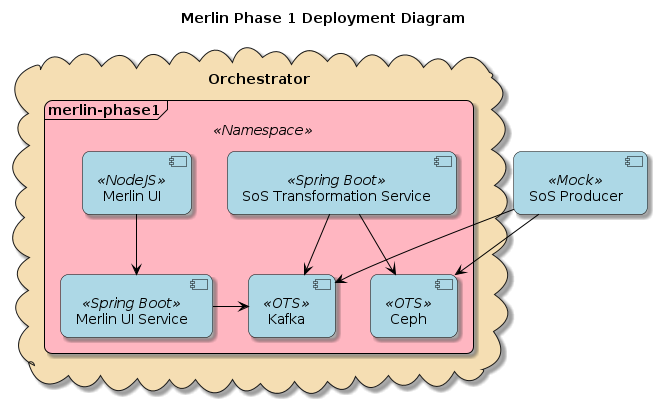 Merlin Phase 1 Deployment Diagram
Orchestrator
merlin-phase1
«Namespace»
«NodeJS»
Merlin UI
«Spring Boot»
SoS Transformation Service
«Mock»
SoS Producer
«Spring Boot»
Merlin UI Service
«OTS»
Kafka
«OTS»
Ceph